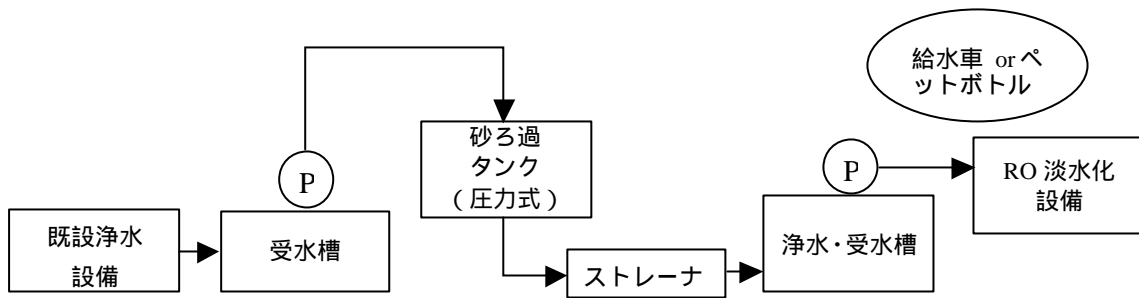 既設浄水
設備
受水槽
P
砂ろ過
タンク
(圧力式)
ストレーナ
浄水・受水槽
P
RO 淡水化
設備
給水車 or ペ
ットボトル